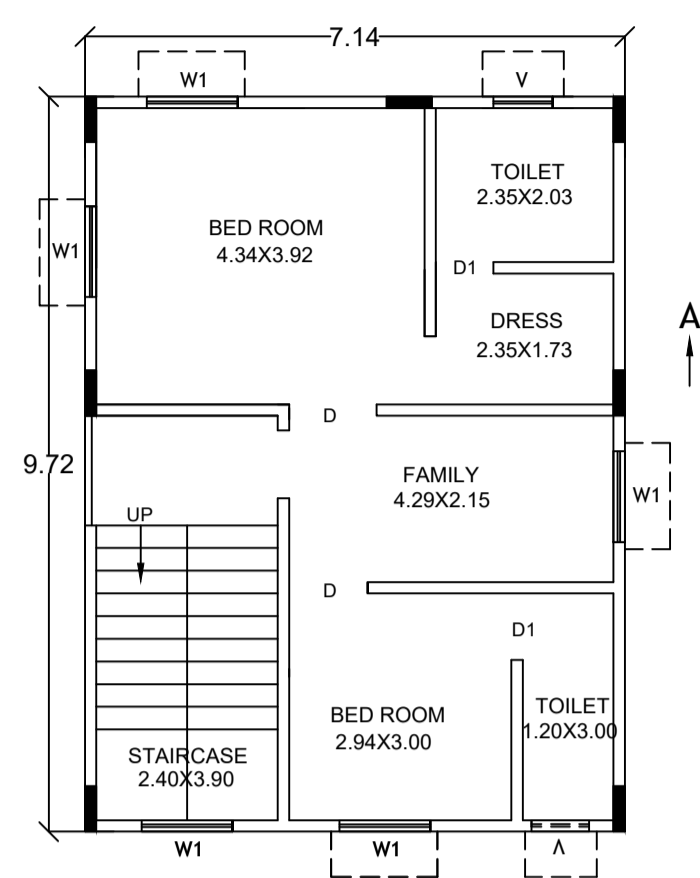 7.14
W1
V
TOILET
2.35X2.03
BED ROOM
4.34X3.92
W1
D1
DRESS
2.35X1.73
A
D
9.72
FAMILY
4.29X2.15
W1
UP
D
D1
BED ROOM
2.94X3.00
TOILET
1.20X3.00
STAIRCASE
2.40X3.90
W1
W1
V